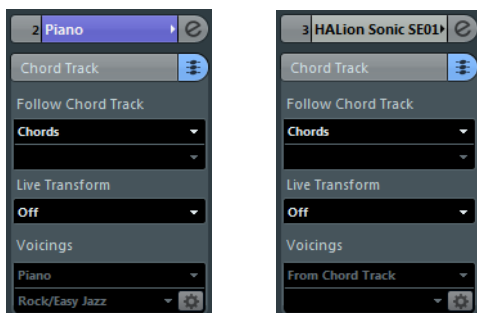 2 Piano
Chord Track
Follow Chord Track
Chords
Live Transform
Off
Voicings
Piano
Rock/Easy Jazz
3 HALion Sonic SE01
Chord Track
Follow Chord Track
Chords
Live Transform
Off
Voicings
From Chord Track